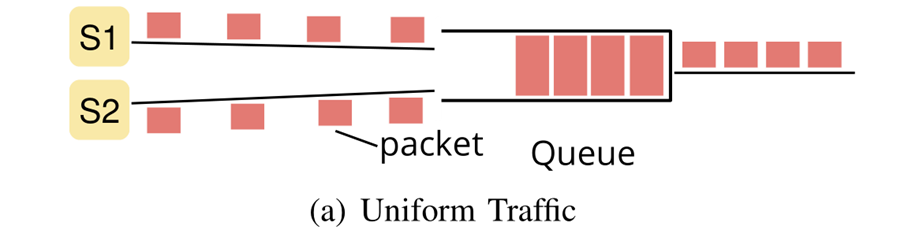 S1
S2
packet
Queue
(a) Uniform Traffic